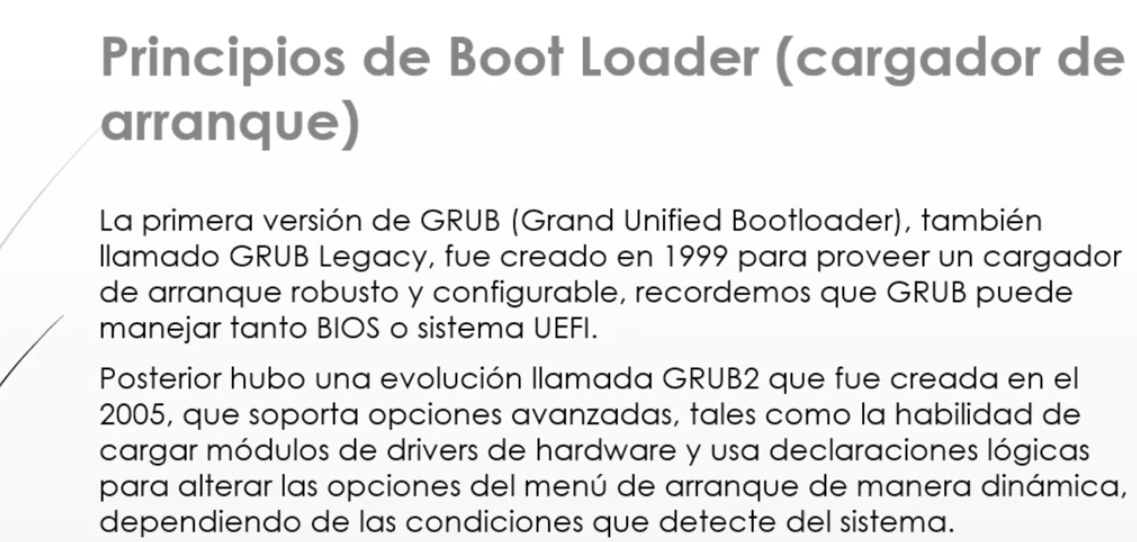 Principios de Boot Loader (cargador de
arranque)
La primera versión de GRUB (Grand Unified Bootloader), también
llamado GRUB Legacy, fue creado en 1999 para proveer un cargador
de arranque robusto y configurable, recordemos que GRUB puede
manejar tanto BIOS o sistema UEFI.
Posterior hubo una evolución llamada GRUB2 que fue creada en el
2005, que soporta opciones avanzadas, tales como la habilidad de
cargar módulos de drivers de hardware y usa declaraciones lógicas
para alterar las opciones del menú de arranque de manera dinámica,
dependiendo de las condiciones que detecte del sistema.